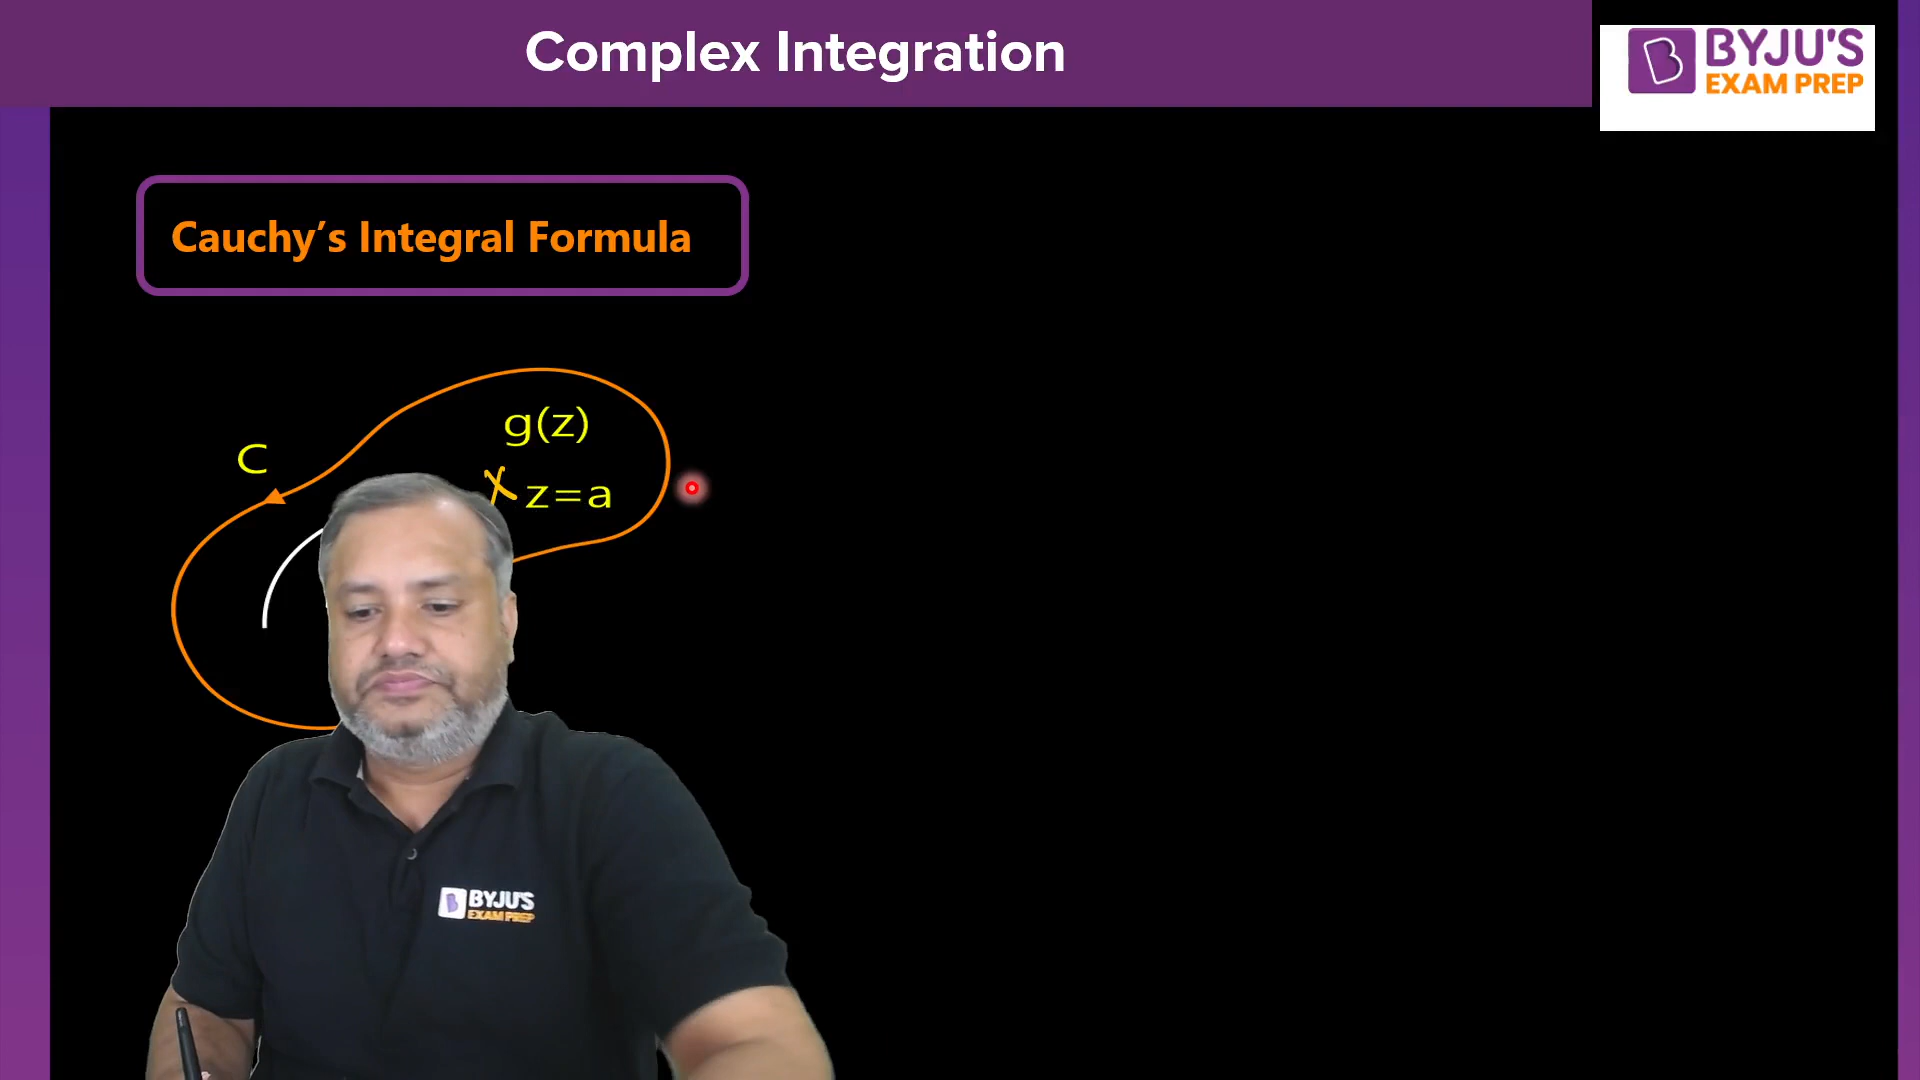 Complex Integration
BYJU'S
EXAM PREP
Cauchy’s Integral Formula
g(z)
C
x z=a
BYJU'S
EXAM PREP